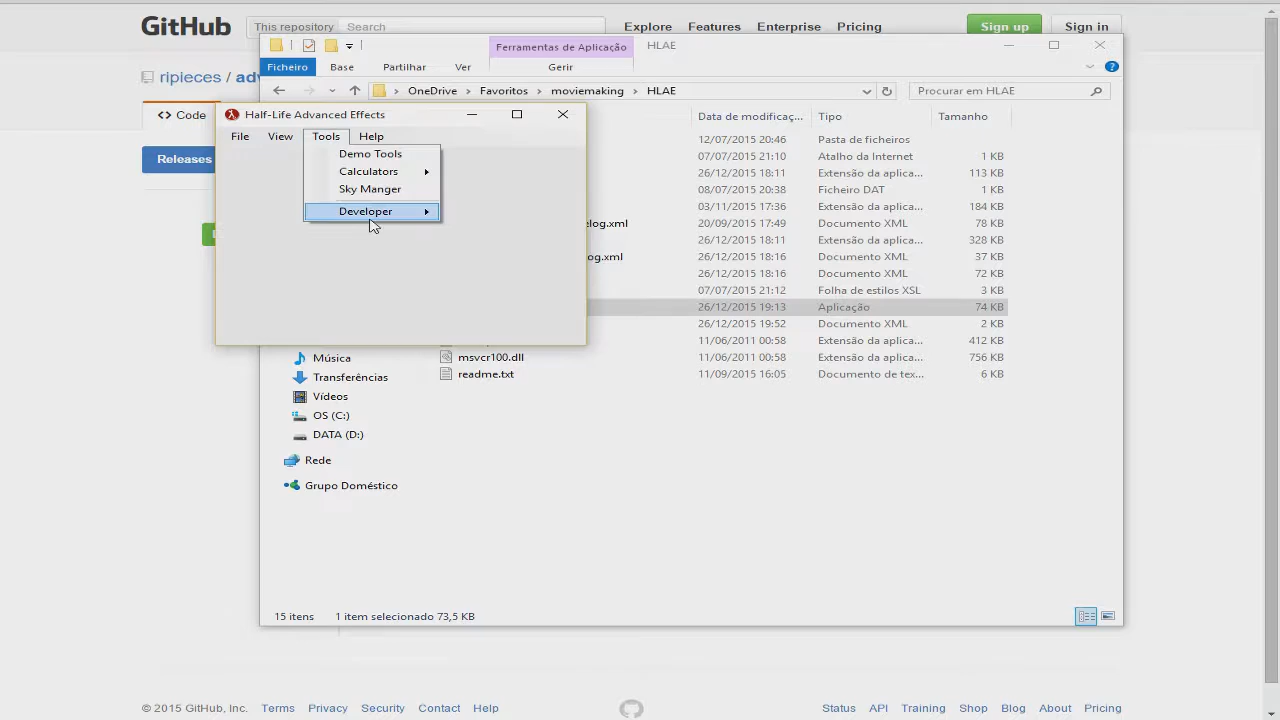 GitHub This repository Search Explore Features Enterprise Pricing Sign up Sign in
Ferramentas de Aplicação HLAE
Ficheiro Base Partilhar Ver Gerir
ripieces / adv
OneDrive Favoritos moviemaking HLAE Procurar em HLAE
Code
Releases
Half-Life Advanced Effects
File View Tools Help
Demo Tools
Calculators
Sky Manger
Developer
Data de modificaç... Tipo Tamanho
12/07/2015 20:46 Pasta de ficheiros
07/07/2015 21:10 Atalho da Internet 1 KB
26/12/2015 18:11 Extensão da aplica... 113 KB
08/07/2015 20:38 Ficheiro DAT 1 KB
03/11/2015 17:36 Extensão da aplica... 184 KB
elog.xml 20/09/2015 17:49 Documento XML 78 KB
26/12/2015 18:11 Extensão da aplica... 328 KB
og.xml 26/12/2015 18:16 Documento XML 37 KB
26/12/2015 18:16 Documento XML 72 KB
07/07/2015 21:12 Folha de estilos XSL 3 KB
26/12/2015 19:13 Aplicação 74 KB
26/12/2015 19:52 Documento XML 2 KB
11/06/2011 00:58 Extensão da aplica... 412 KB
msvcr100.dll 11/06/2011 00:58 Extensão da aplica... 756 KB
readme.txt 11/09/2015 16:05 Documento de tex... 6 KB
Música
Transferências
Vídeos
OS (C:)
DATA (D:)
Rede
Grupo Doméstico
15 itens 1 item selecionado 73,5 KB
© 2015 GitHub, Inc. Terms Privacy Security Contact Help Status API Training Shop Blog About Pricing